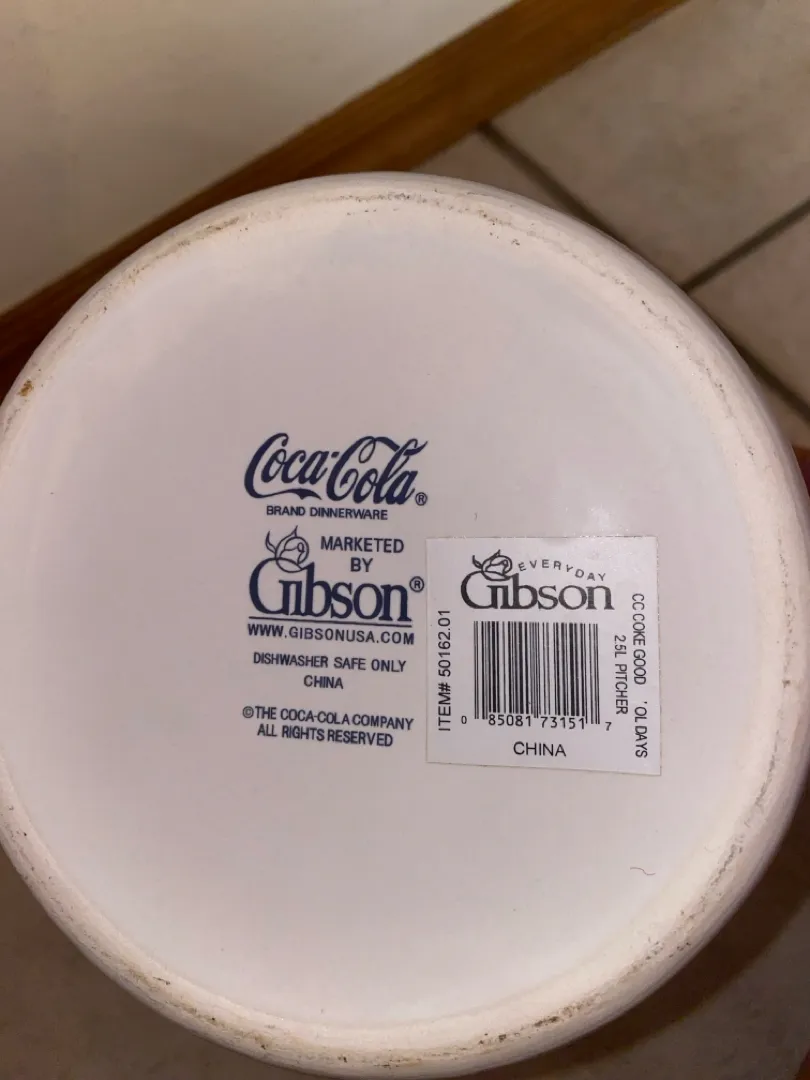 Coca-Cola®
BRAND DINNERWARE
MARKETED
BY
Gibson®
WWW.GIBSONUSA.COM
DISHWASHER SAFE ONLY
CHINA
©THE COCA-COLA COMPANY
ALL RIGHTS RESERVED
EVERYDAY
Gibson
ITEM# 50162.01
CC COKE GOOD 'OL DAYS
2.5L PITCHER
0 85081 73151 7
CHINA